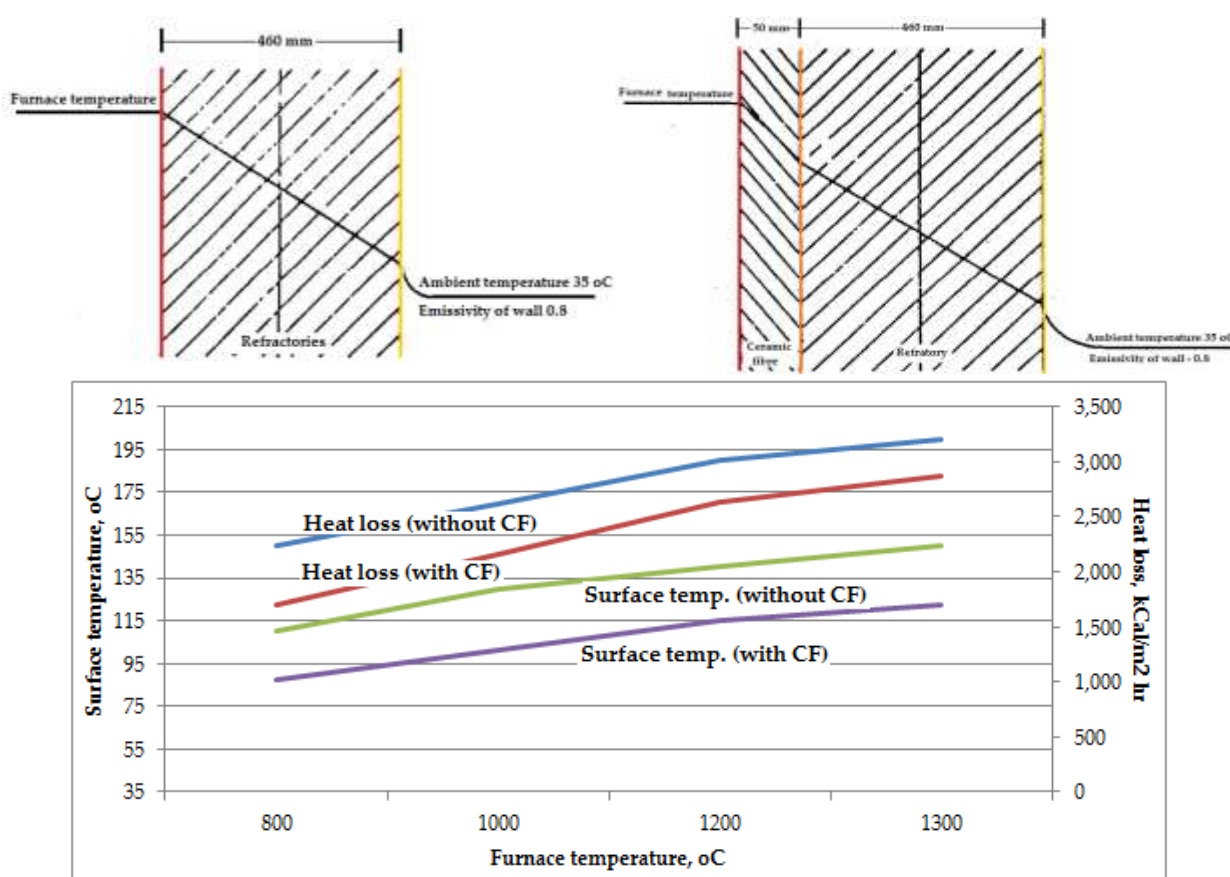 460 mm
Furnace temperature
Ambient temperature 35 oC
Emissivity of wall 0.8
Refractories
50 mm
460 mm
Furnace temperature
Ceramic
fibre
Refratory
Ambient temperature 35 oC
Emissivity of wall - 0.8
Surface temperature, oC
215
195
175
155
135
115
95
75
55
35
Heat loss (without CF)
Heat loss (with CF)
Surface temp. (without CF)
Surface temp. (with CF)
3,500
3,000
2,500
2,000
1,500
1,000
500
0
Heat loss, kCal/m2 hr
800
1000
1200
1300
Furnace temperature, oC